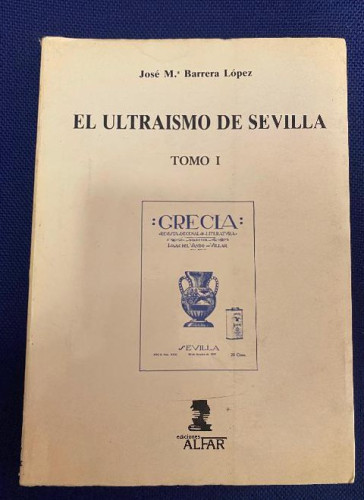 José M.ª Barrera López
EL ULTRAISMO DE SEVILLA
TOMO I
:GRECIA:
SEVILLA
ediciones
ALFAR